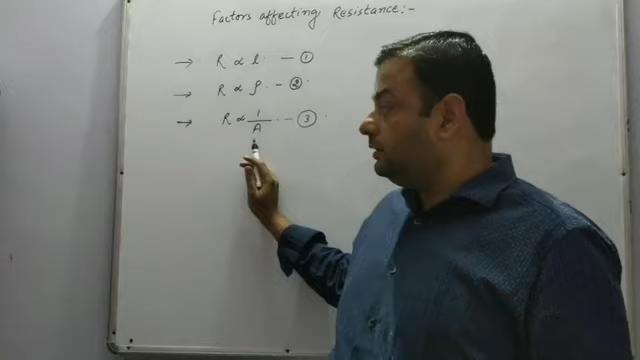 Factors affecting Resistance:-
→ R ∝ l. — ①
→ R ∝ ρ. - ②.
→ R ∝ 1/A. — ③.